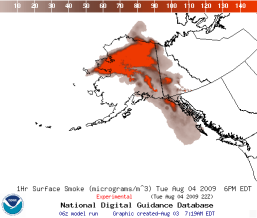 10 20 30 40 50 60 70 80 90 100 110 120 130 140
1Hr Surface Smoke (micrograms/m^3) Tue Aug 04 2009 6PM EDT
Experimental (Tue Aug 04 2009 22Z)
National Digital Guidance Database
06z model run Graphic created-Aug 03 7:19AM EDT